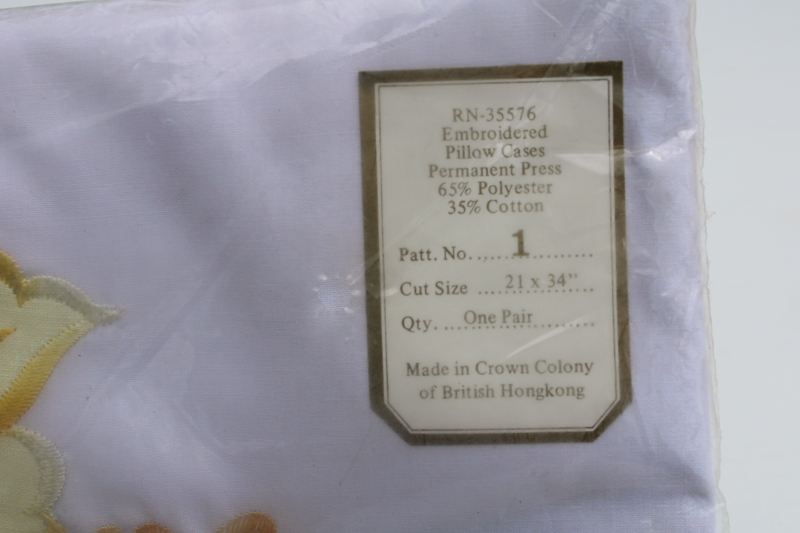 RN-35576
Embroidered
Pillow Cases
Permanent Press
65% Polyester
35% Cotton
Patt. No. 1
Cut Size 21 x 34"
Qty. One Pair
Made in Crown Colony
of British Hongkong